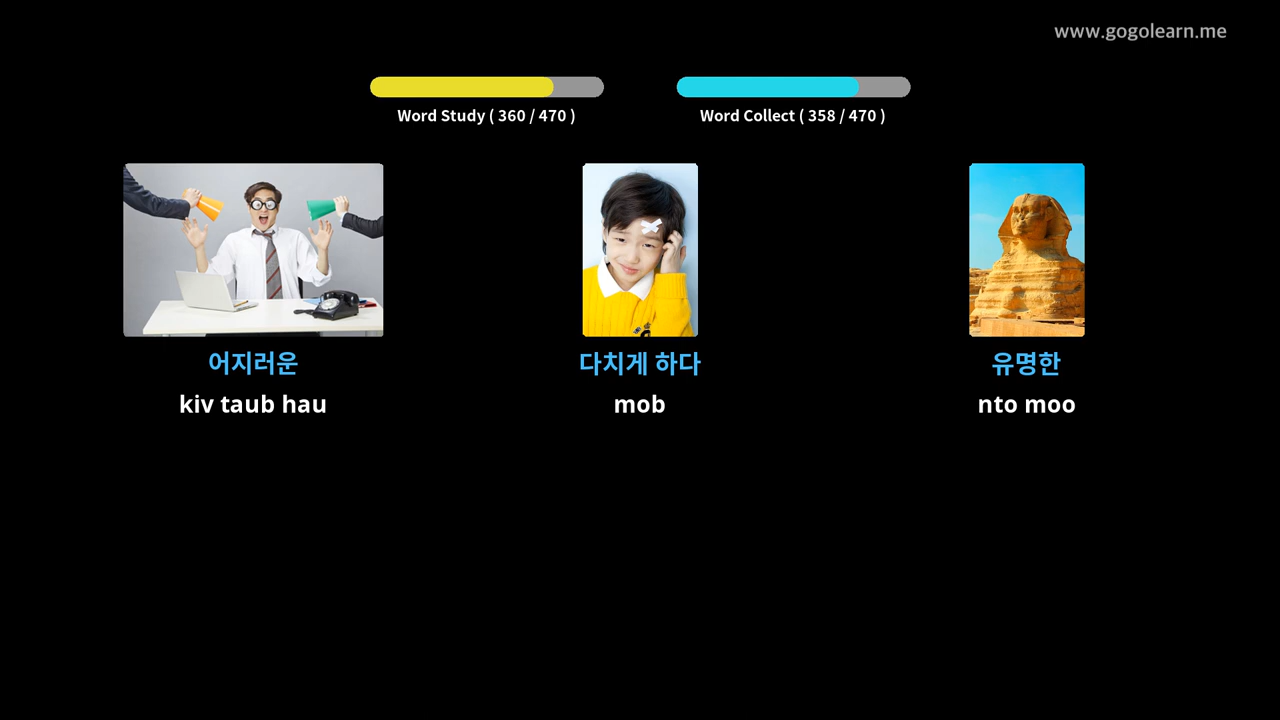 www.gogolearn.me
Word Study ( 360 / 470 )
Word Collect ( 358 / 470 )
어지러운
kiv taub hau
다치게 하다
mob
유명한
nto moo